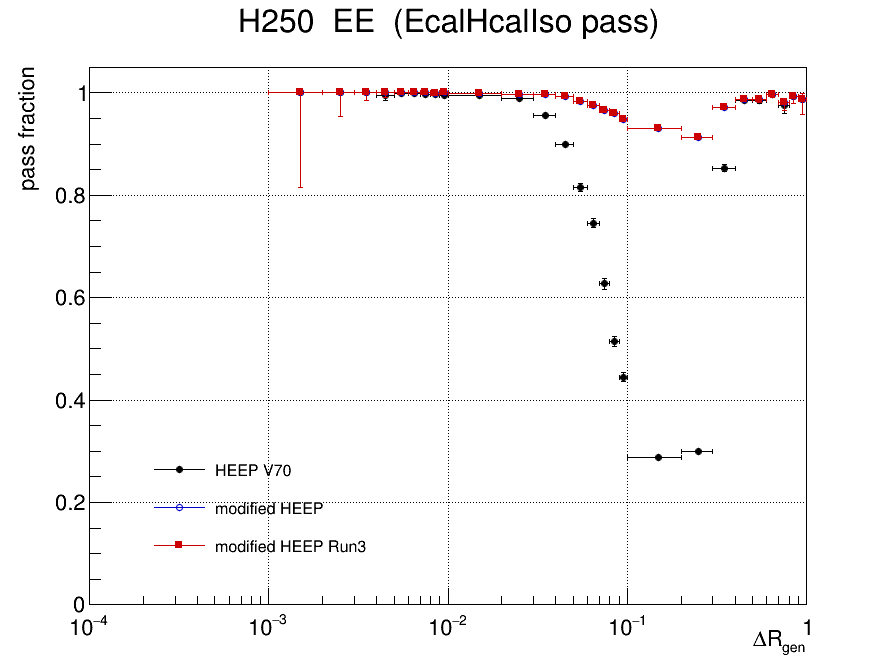 H250 EE (EcalHcalIso pass)
pass fraction
1
0.8
0.6
0.4
0.2
0
HEEP V70
modified HEEP
modified HEEP Run3
10⁻⁴ 10⁻³ 10⁻² 10⁻¹ 1
ΔR_gen